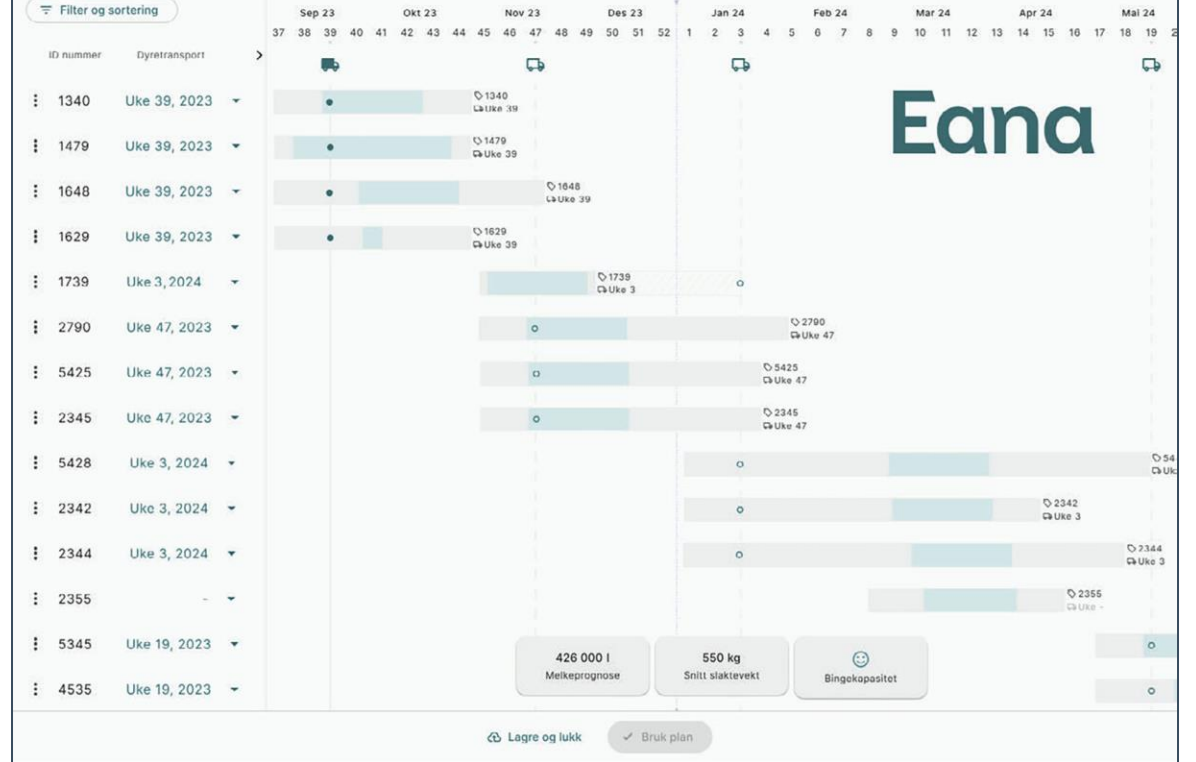 Filter og sortering
Sep 23 Okt 23 Nov 23 Des 23 Jan 24 Feb 24 Mar 24 Apr 24 Mai 24
37 38 39 40 41 43 44 45 46 47 48 49 50 51 52 1 2 3 4 5 6 7 8 9 10 11 12 13 14 15 16 17 18 19
ID nummer Dyretransport
Eana
1340 Uke 39, 2023 1340
Uke 39
1479 Uke 39, 2023 1479
Uke 39
1648 Uke 39, 2023 1648
Uke 39
1629 Uke 39, 2023 1629
Uke 39
1739 Uke 3, 2024 1739
Uke 3
2790 Uke 47, 2023 2790
Uke 47
5425 Uke 47, 2023 5425
Uke 47
2345 Uke 47, 2023 2345
Uke 47
5428 Uke 3, 2024 54
Uk
2342 Uke 3, 2024 2342
Uke 3
2344 Uke 3, 2024 2344
Uke 3
2355 - 2355
Uke -
5345 Uke 19, 2023
4535 Uke 19, 2023
426 000 l 550 kg
Melkeprognose Snitt slaktevekt Bingekapasitet
Lagre og lukk Bruk plan